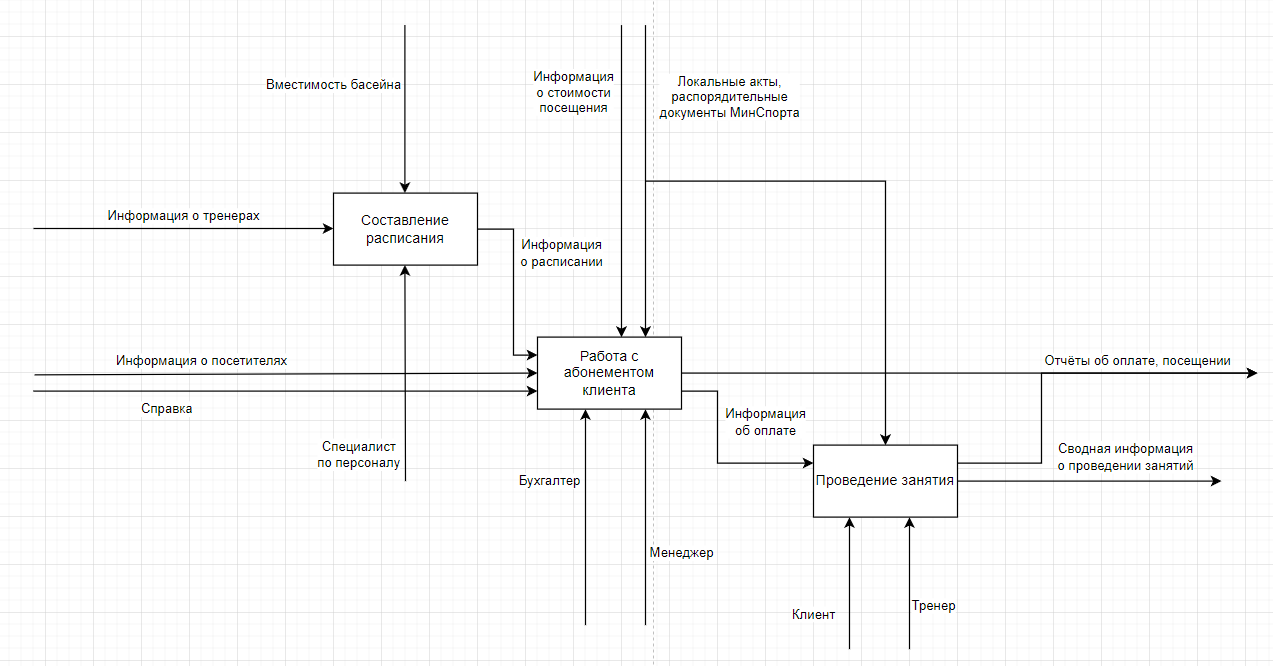 Вместимость басейна
Информация
о стоимости
посещения
Локальные акты,
распорядительные
документы МинСпорта
Информация о тренерах
Составление
расписания
Информация
о расписании
Информация о посетителях
Справка
Работа с
абонементом
клиента
Отчёты об оплате, посещении
Информация
об оплате
Специалист
по персоналу
Сводная информация
о проведении занятий
Бухгалтер
Проведение занятия
Менеджер
Клиент
Тренер